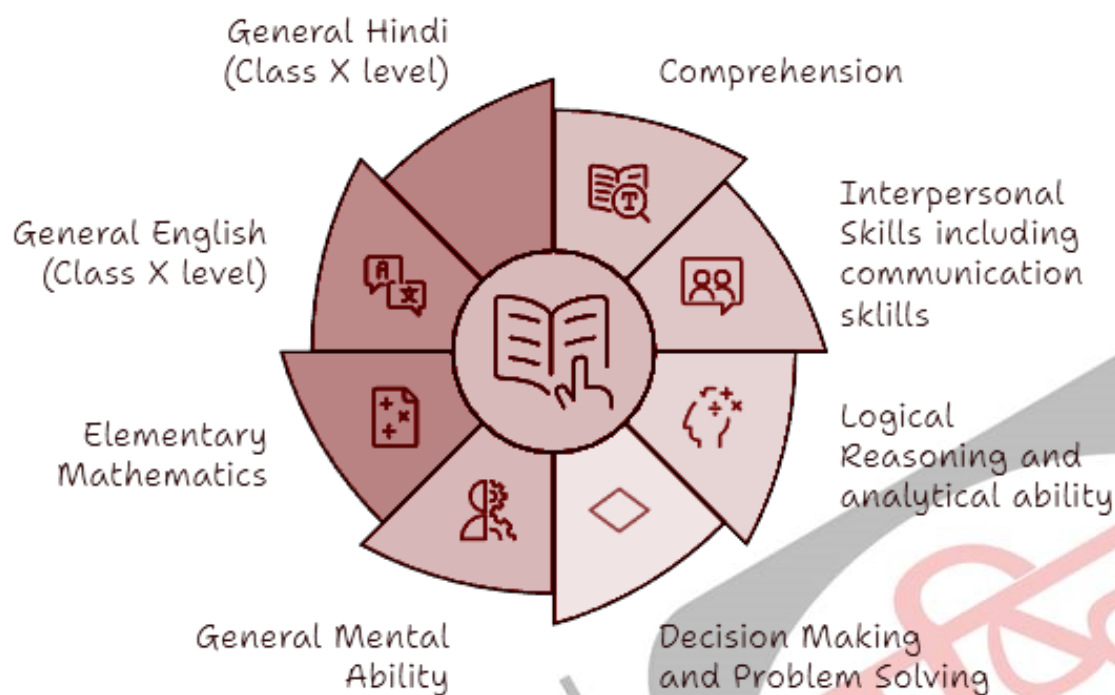 General Hindi
(Class X level)
Comprehension
Interpersonal
Skills including
communication
sklills
Logical
Reasoning and
analytical ability
Decision Making
and Problem Solving
General Mental
Ability
Elementary
Mathematics
General English
(Class X level)